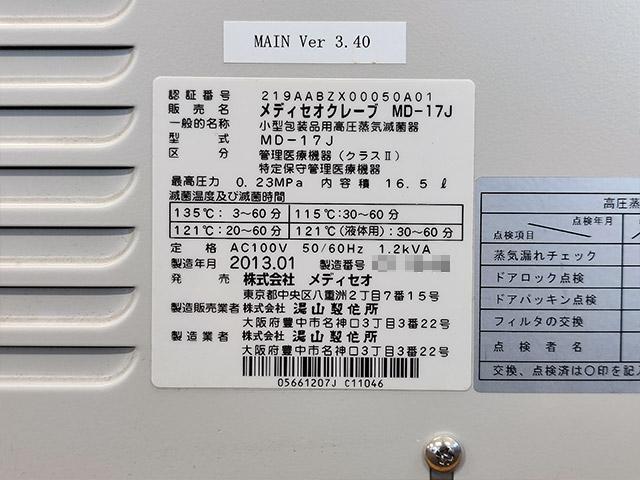 MAIN Ver 3.40
認証番号 219AABZX00050A01
販売名 メディセオクレーブ MD-17J
一般的名称 小型包装品用高圧蒸気滅菌器
型式 MD-17J
区分 管理医療機器（クラスⅡ）
特定保守管理医療機器
最高圧力 0.23MPa 内容積 16.5ℓ
滅菌温度及び滅菌時間
135℃: 3～60分 115℃:30～60分
121℃:20～60分 121℃(液体用):30～60分
定格 AC100V 50/60Hz 1.2kVA
製造年月 2013.01 製造番号
発売 株式会社 メディセオ
東京都中央区八重洲2丁目7番15号
製造販売業者 株式会社 湯山製作所
大阪府豊中市名神口3丁目3番22号
製造業者 株式会社 湯山製作所
大阪府豊中市名神口3丁目3番22号
05661207J C11046
高圧蒸
点検年月
点検項目
蒸気漏れチェック
ドアロック点検
ドアパッキン点検
フィルタの交換
点検者名
交換、点検済は〇印を記入